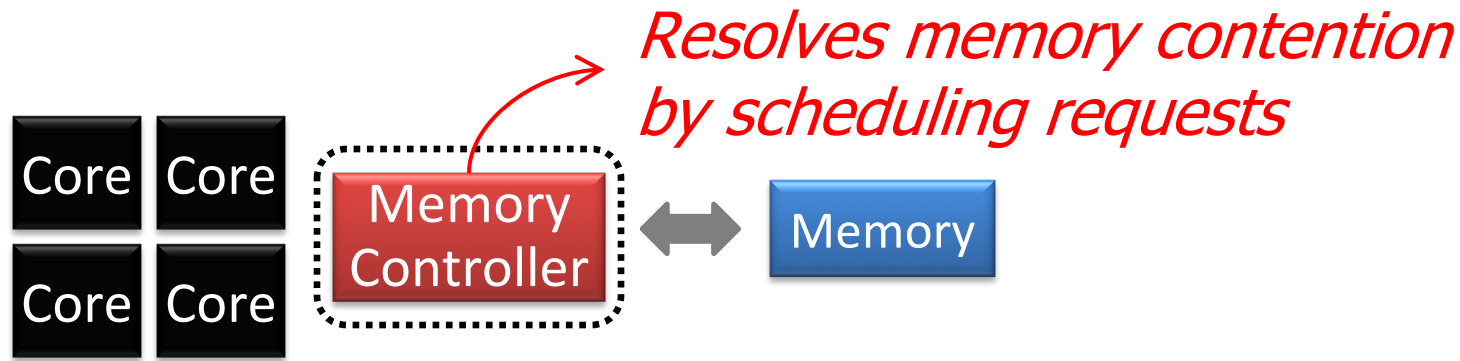 Resolves memory contention
by scheduling requests
Core Core
Memory
Controller
Memory
Core Core